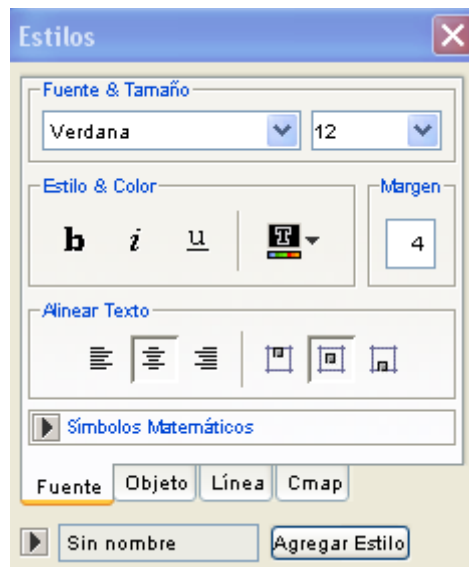 Estilos
Fuente & Tamaño
Verdana 12
Estilo & Color Margen
b i u T 4
Alinear Texto
Símbolos Matemáticos
Fuente Objeto Línea Cmap
Sin nombre Agregar Estilo